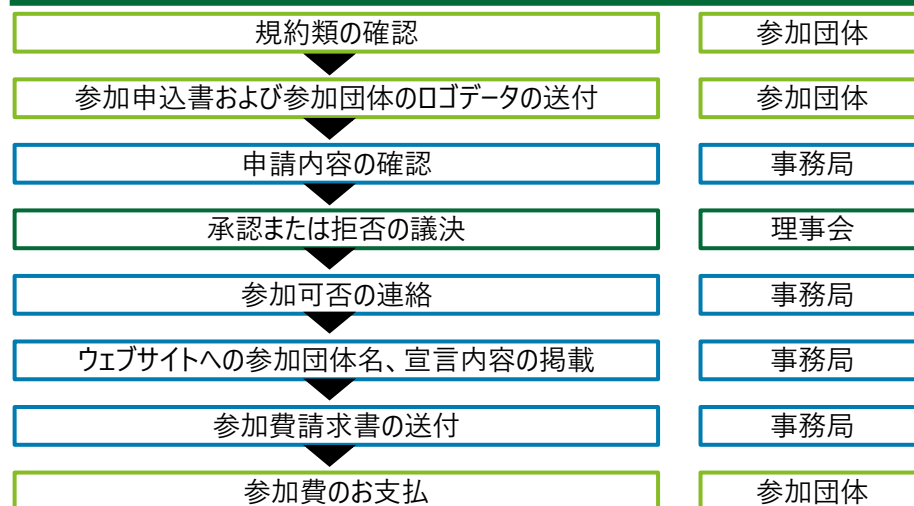 規約類の確認 参加団体
参加申込書および参加団体のロゴデータの送付 参加団体
申請内容の確認 事務局
承認または拒否の議決 理事会
参加可否の連絡 事務局
ウェブサイトへの参加団体名、宣言内容の掲載 事務局
参加費請求書の送付 事務局
参加費のお支払 参加団体